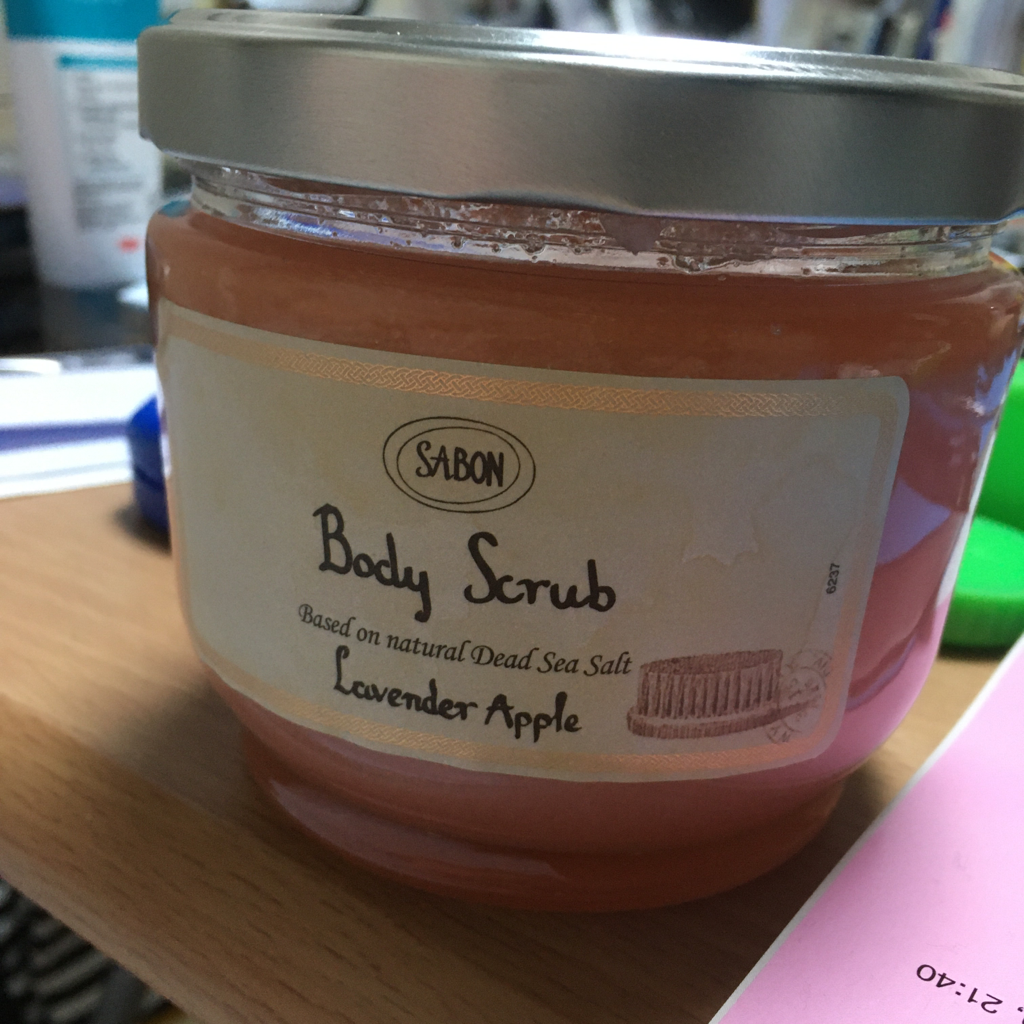 SABON
Body Scrub
Based on natural Dead Sea Salt
Lavender Apple
6237
21:40